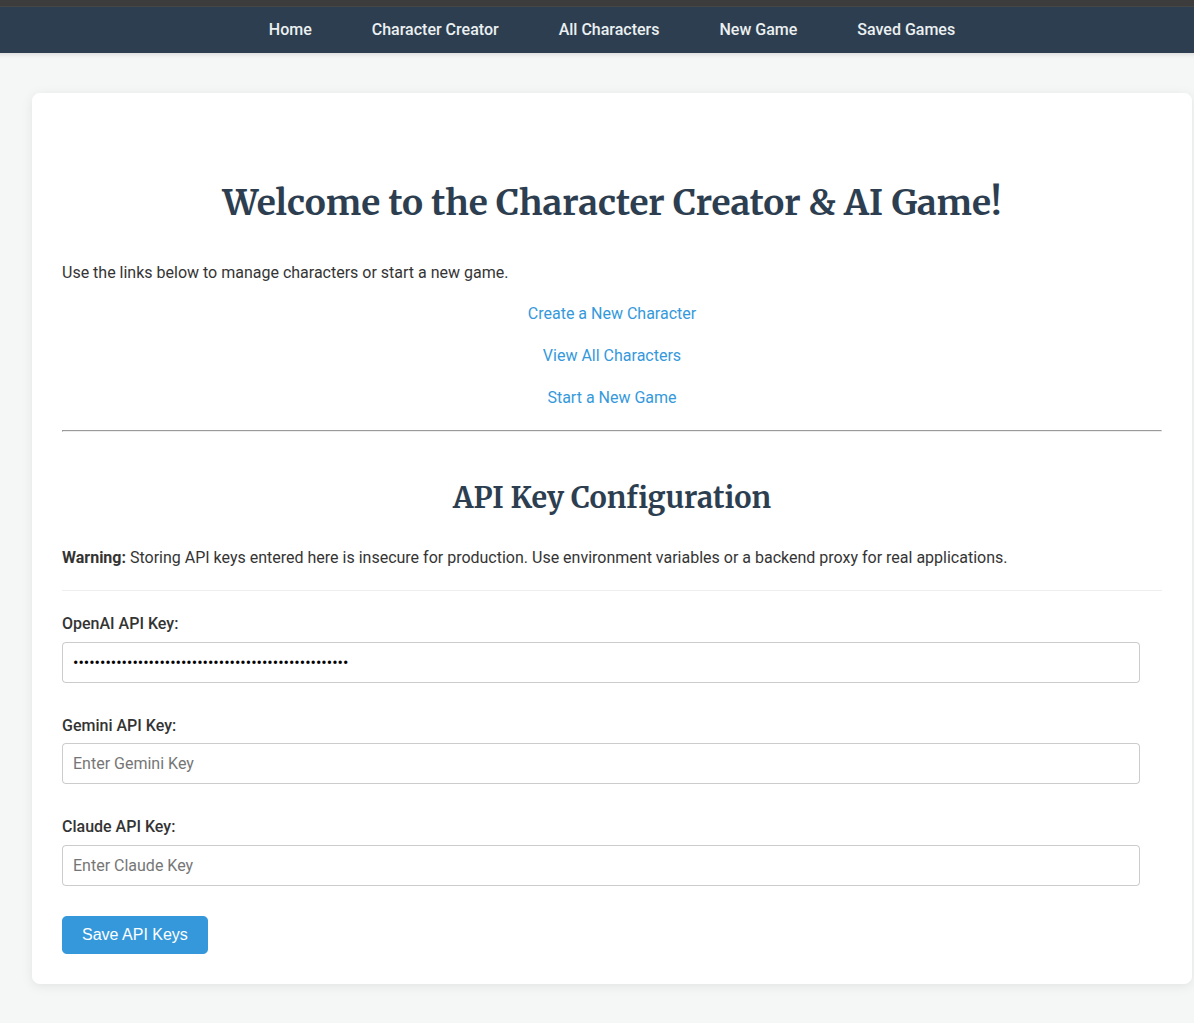 Home Character Creator All Characters New Game Saved Games
Welcome to the Character Creator & AI Game!
Use the links below to manage characters or start a new game.
Create a New Character
View All Characters
Start a New Game
API Key Configuration
Warning: Storing API keys entered here is insecure for production. Use environment variables or a backend proxy for real applications.
OpenAI API Key:
Gemini API Key:
Enter Gemini Key
Claude API Key:
Enter Claude Key
Save API Keys